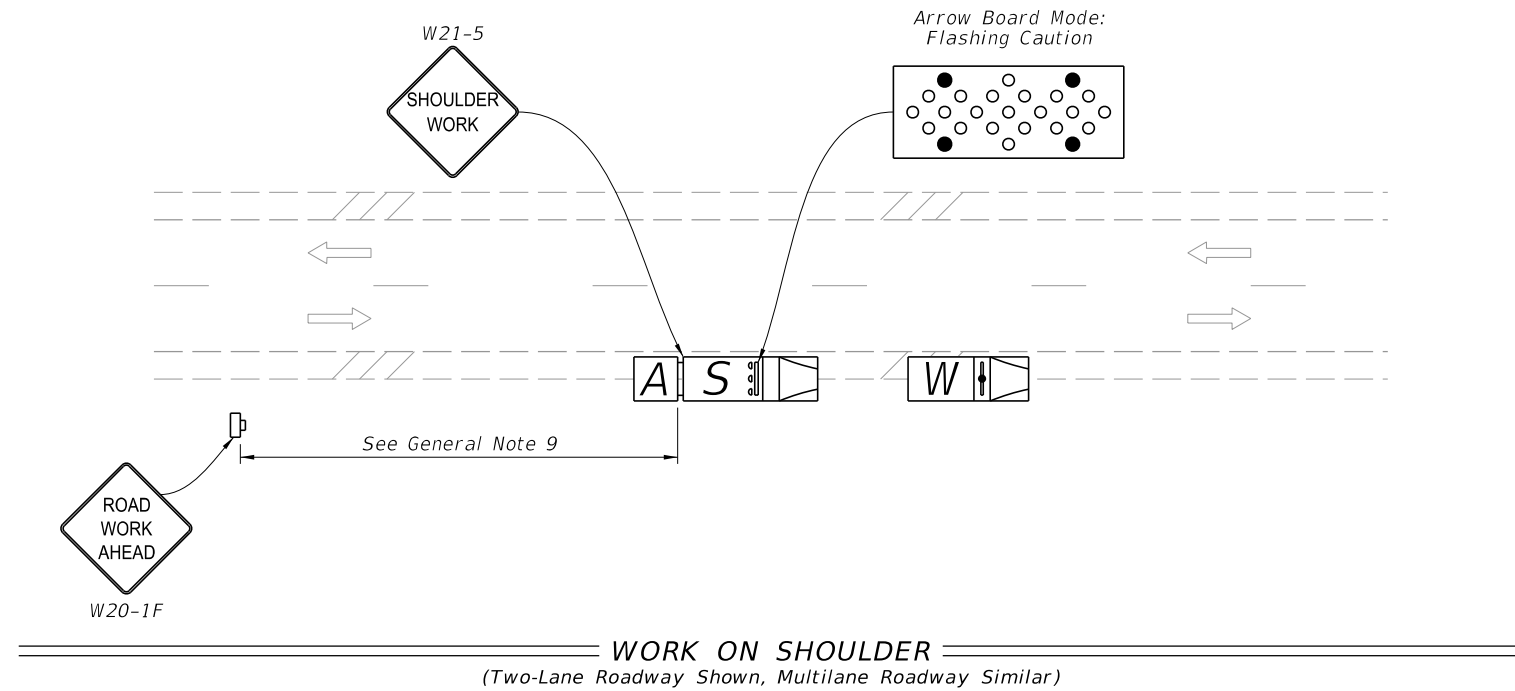 W21-5
SHOULDER
WORK
Arrow Board Mode:
Flashing Caution
A
S
W
See General Note 9
ROAD
WORK
AHEAD
W20-1F
WORK ON SHOULDER
(Two-Lane Roadway Shown, Multilane Roadway Similar)